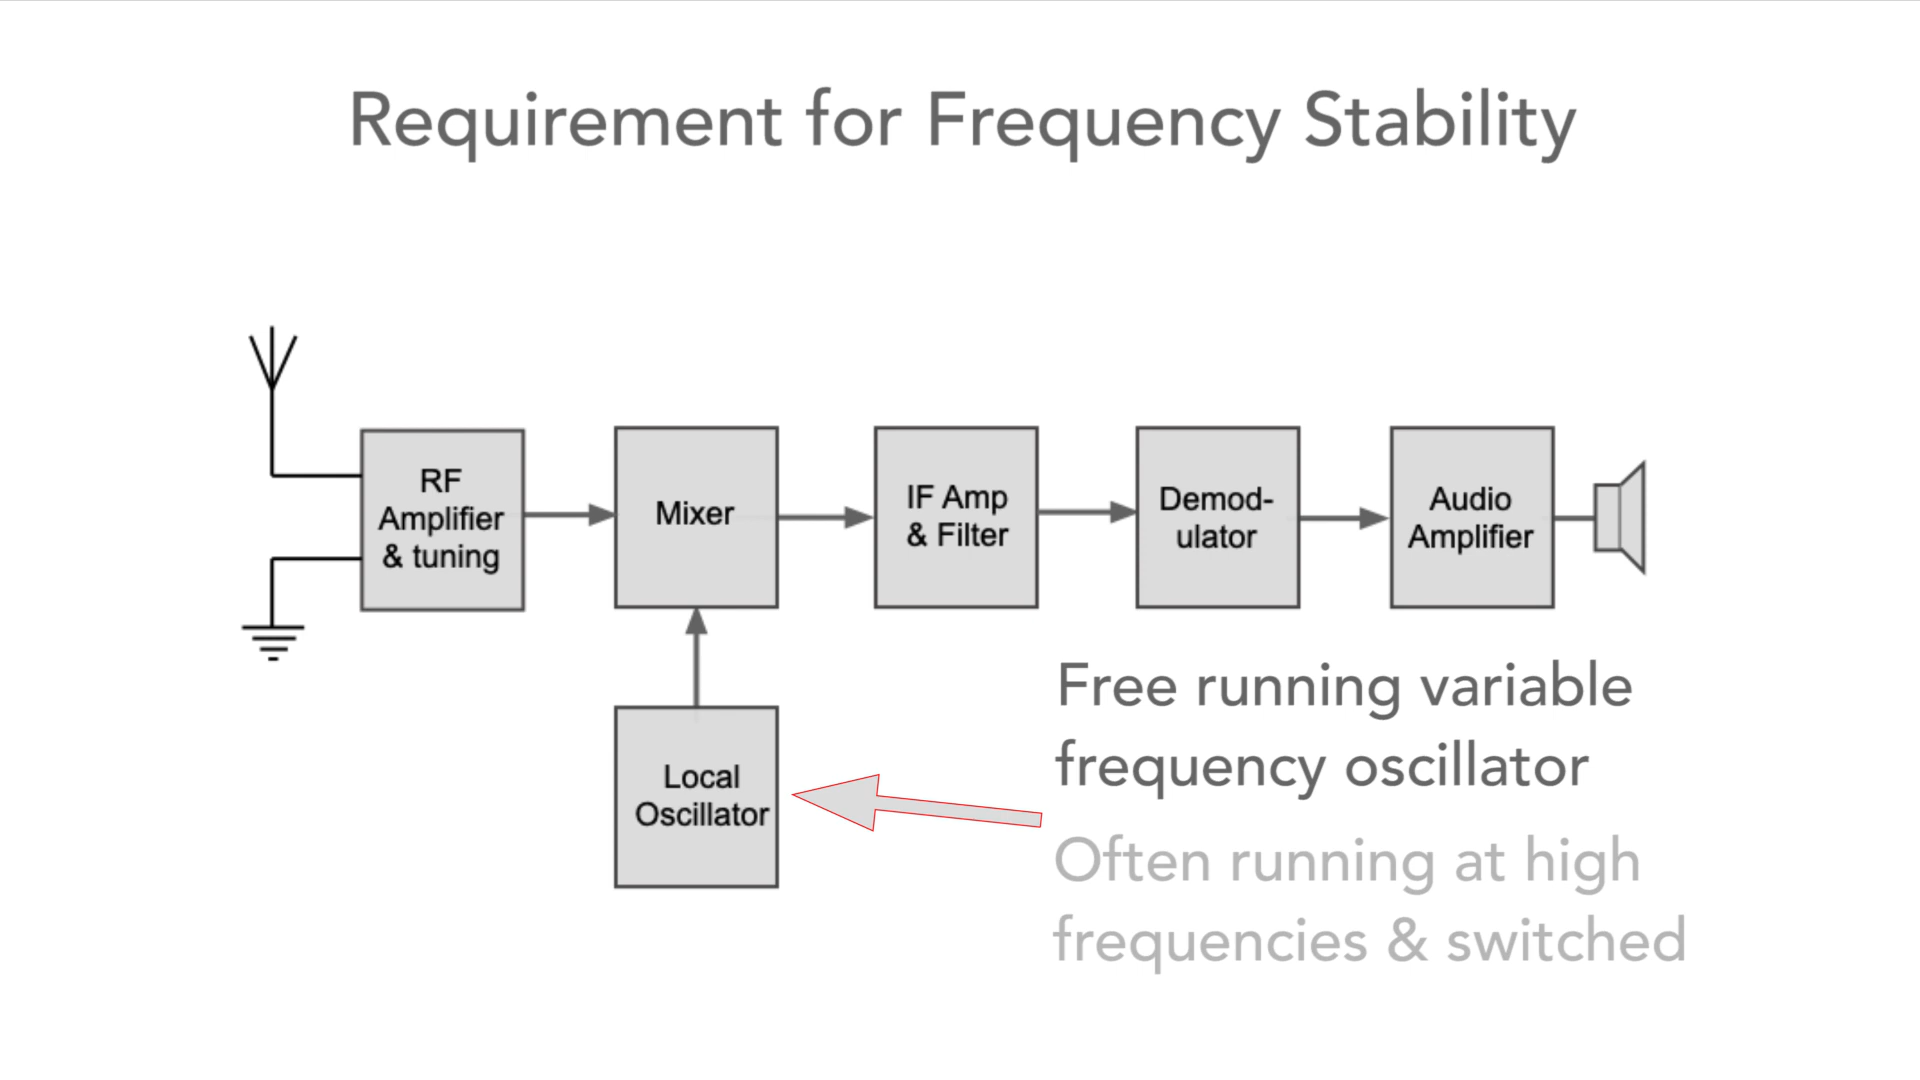 Requirement for Frequency Stability
RF
Amplifier
& tuning
Mixer
IF Amp
& Filter
Demod-
ulator
Audio
Amplifier
Local
Oscillator
Free running variable
frequency oscillator
Often running at high
frequencies & switched